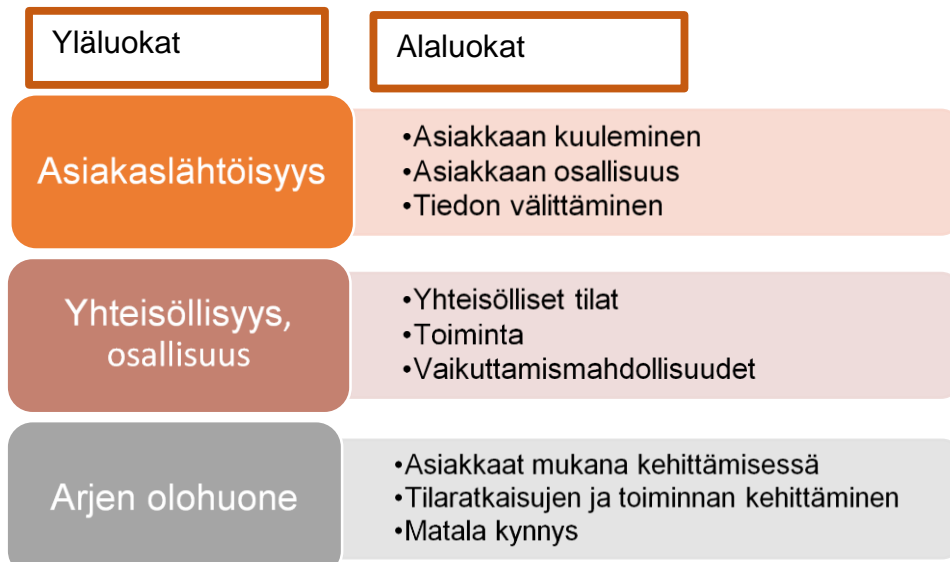 Yläluokat
Alaluokat
Asiakaslähtöisyys
•Asiakkaan kuuleminen
•Asiakkaan osallisuus
•Tiedon välittäminen
Yhteisöllisyys,
osallisuus
•Yhteisölliset tilat
•Toiminta
•Vaikuttamismahdollisuudet
Arjen olohuone
•Asiakkaat mukana kehittämisessä
•Tilaratkaisujen ja toiminnan kehittäminen
•Matala kynnys